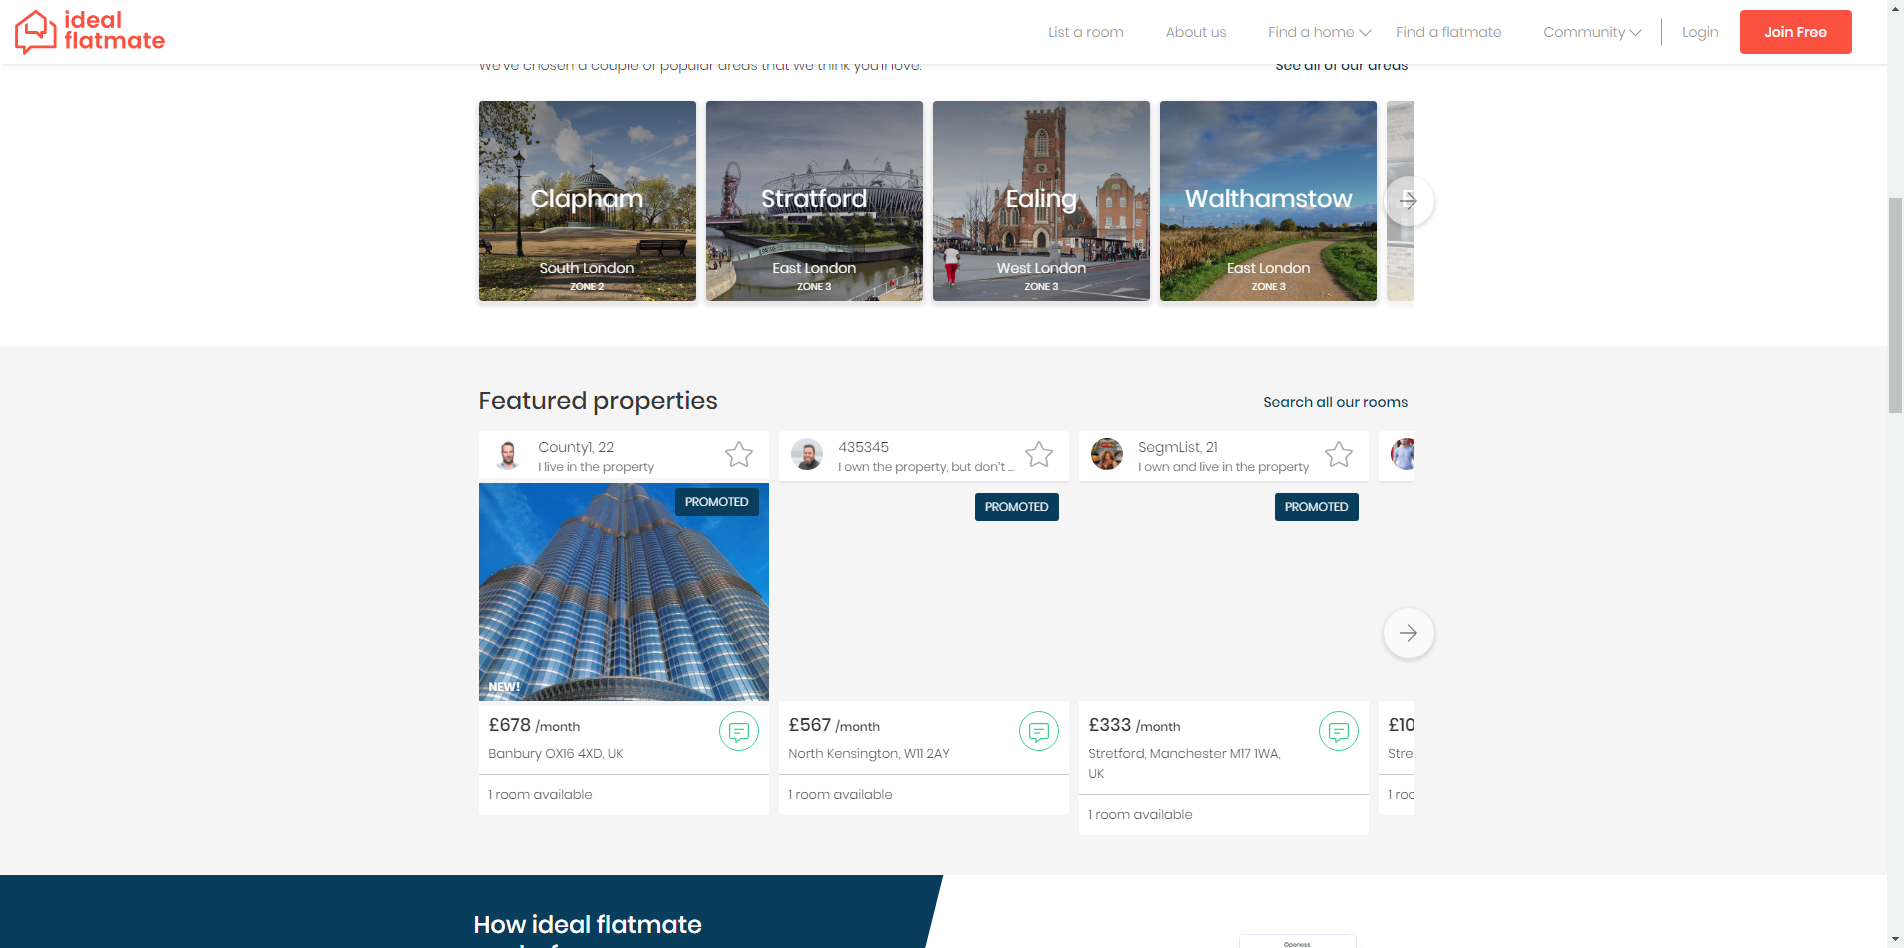 ideal
flatmate
List a room
About us
Find a home
Find a flatmate
Community
Login
Join Free
We've chosen a couple of popular areas that we think you'll love.
See all of our areas
Clapham
South London
ZONE 2
Stratford
East London
ZONE 3
Ealing
West London
ZONE 3
Walthamstow
East London
ZONE 3
Featured properties
Search all our rooms
County1, 22
I live in the property
PROMOTED
NEW!
£678 /month
Banbury OX16 4XD, UK
1 room available
435345
I own the property, but don't ...
PROMOTED
£567 /month
North Kensington, W11 2AY
1 room available
SegmList, 21
I own and live in the property
PROMOTED
£333 /month
Stretford, Manchester M17 1WA,
UK
1 room available
£10
Stre
1 roo
How ideal flatmate
Openess